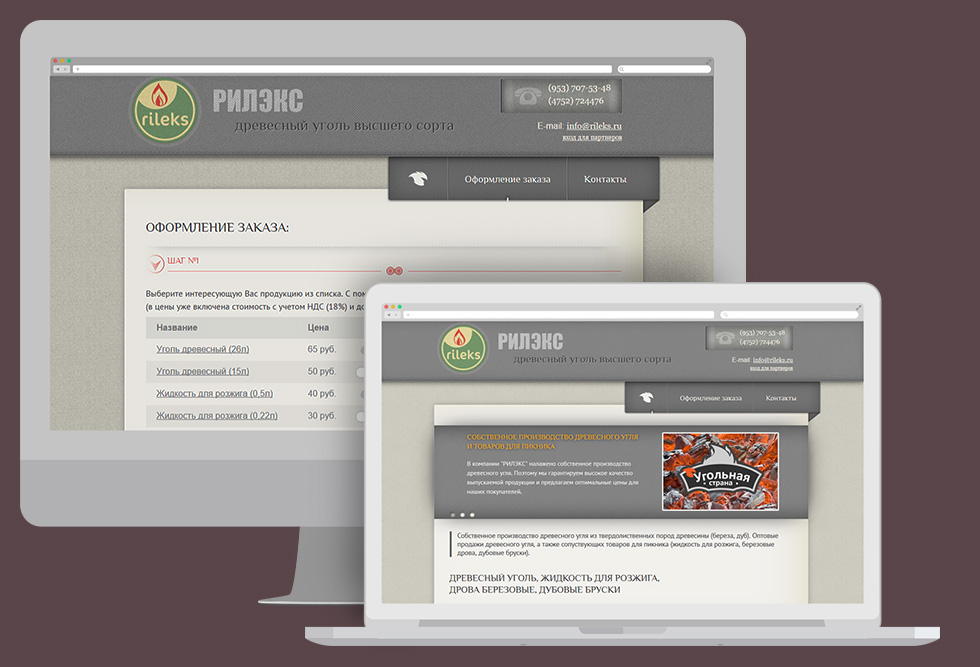 rileks
РИЛЭКС
древесный уголь высшего сорта
(953) 707-53-48
(4752) 724476
E-mail: info@rileks.ru
вход для партнеров
Оформление заказа Контакты
ОФОРМЛЕНИЕ ЗАКАЗА:
ШАГ №1
Выберите интересующую Вас продукцию из списка. С
(в цены уже включена стоимость с учетом НДС (18%) и
Название Цена
Уголь древесный (26л) 65 руб.
Уголь древесный (15л) 50 руб.
Жидкость для розжига (0,5л) 40 руб.
Жидкость для розжига (0,22л) 30 руб.
rileks
РИЛЭКС
древесный уголь высшего сорта
(953) 707-53-48
(4752) 724476
E-mail: info@rileks.ru
вход для партнеров
Оформление заказа Контакты
СОБСТВЕННОЕ ПРОИЗВОДСТВО ДРЕВЕСНОГО УГЛЯ
И ТОВАРОВ ДЛЯ ПИКНИКА
В компании "РИЛЭКС" налажено собственное производство
древесного угля. Поэтому мы гарантируем высокое качество
выпускаемой продукции и предлагаем оптимальные цены для
наших покупателей.
Угольная
страна
Собственное производство древесного угля из твердолиственных пород древесины (береза, дуб). Оптовые
продажи древесного угля, а также сопуствующих товаров для пикника (жидкость для розжига, березовые
дрова, дубовые бруски).
ДРЕВЕСНЫЙ УГОЛЬ, ЖИДКОСТЬ ДЛЯ РОЗЖИГА,
ДРОВА БЕРЕЗОВЫЕ, ДУБОВЫЕ БРУСКИ